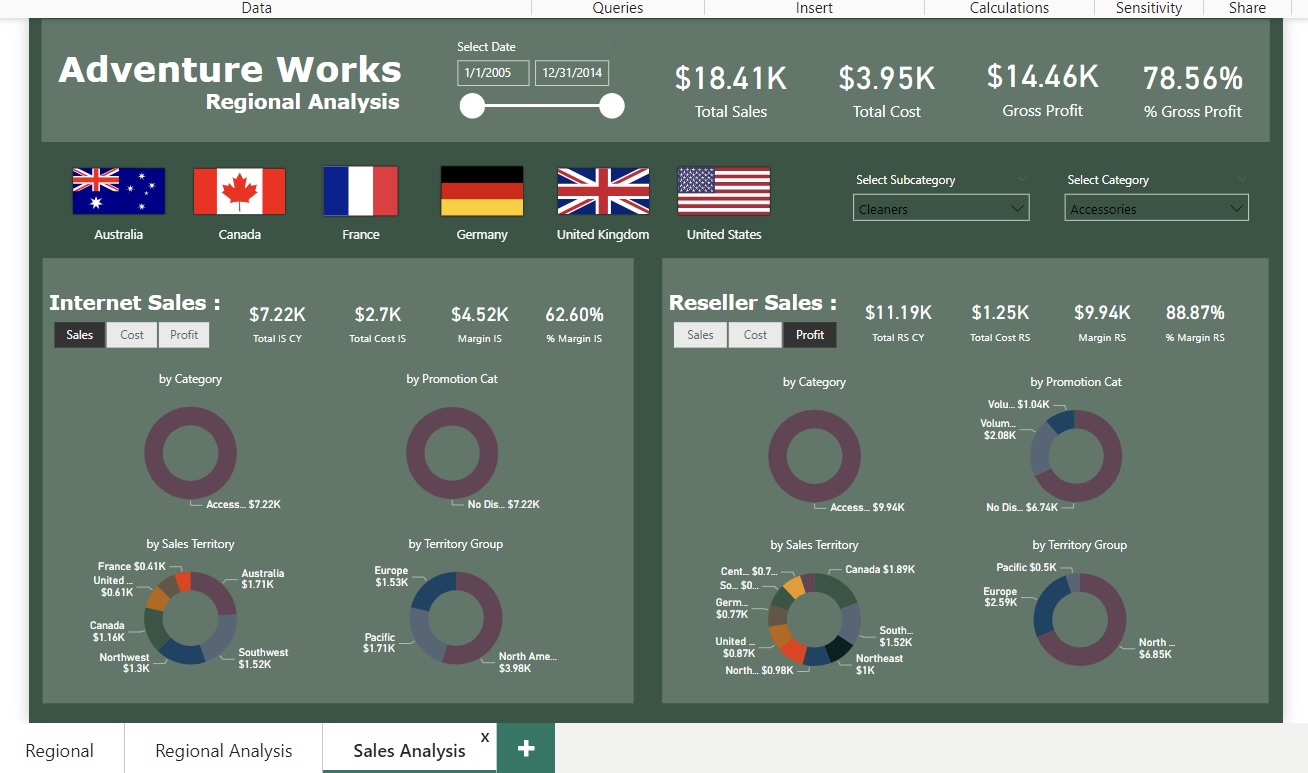 Data Queries Insert Calculations Sensitivity Share
Adventure Works
Regional Analysis
Select Date
1/1/2005 12/31/2014
$18.41K
Total Sales
$3.95K
Total Cost
$14.46K
Gross Profit
78.56%
% Gross Profit
Australia
Canada
France
Germany
United Kingdom
United States
Select Subcategory
Cleaners
Select Category
Accessories
Internet Sales :
Sales Cost Profit
$7.22K
Total IS CY
$2.7K
Total Cost IS
$4.52K
Margin IS
62.60%
% Margin IS
by Category
Access... $7.22K
by Promotion Cat
No Dis... $7.22K
by Sales Territory
France $0.41K
United ...
$0.61K
Canada
$1.16K
Northwest
$1.3K
Australia
$1.71K
Southwest
$1.52K
by Territory Group
Europe
$1.53K
Pacific
$1.71K
North Ame...
$3.98K
Reseller Sales :
Sales Cost Profit
$11.19K
Total RS CY
$1.25K
Total Cost RS
$9.94K
Margin RS
88.87%
% Margin RS
by Category
Access... $9.94K
by Promotion Cat
Volu... $1.04K
Volum...
$2.08K
No Dis... $6.74K
by Sales Territory
Cent... $0.7...
So... $0...
Germ...
$0.77K
United ...
$0.87K
North... $0.98K
Canada $1.89K
South...
$1.52K
Northeast
$1K
by Territory Group
Pacific $0.5K
Europe
$2.59K
North ...
$6.85K
Regional
Regional Analysis
Sales Analysis x
+